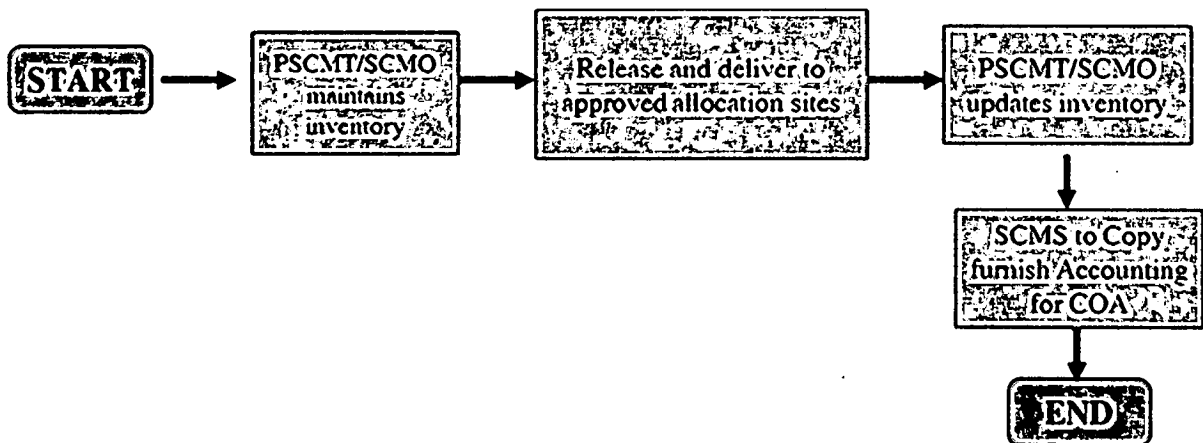 START
PSCMT/SCMO
maintains
inventory
Release and deliver to
approved allocation sites
PSCMT/SCMO
updates inventory
SCMS to Copy
furnish Accounting
for COA
END